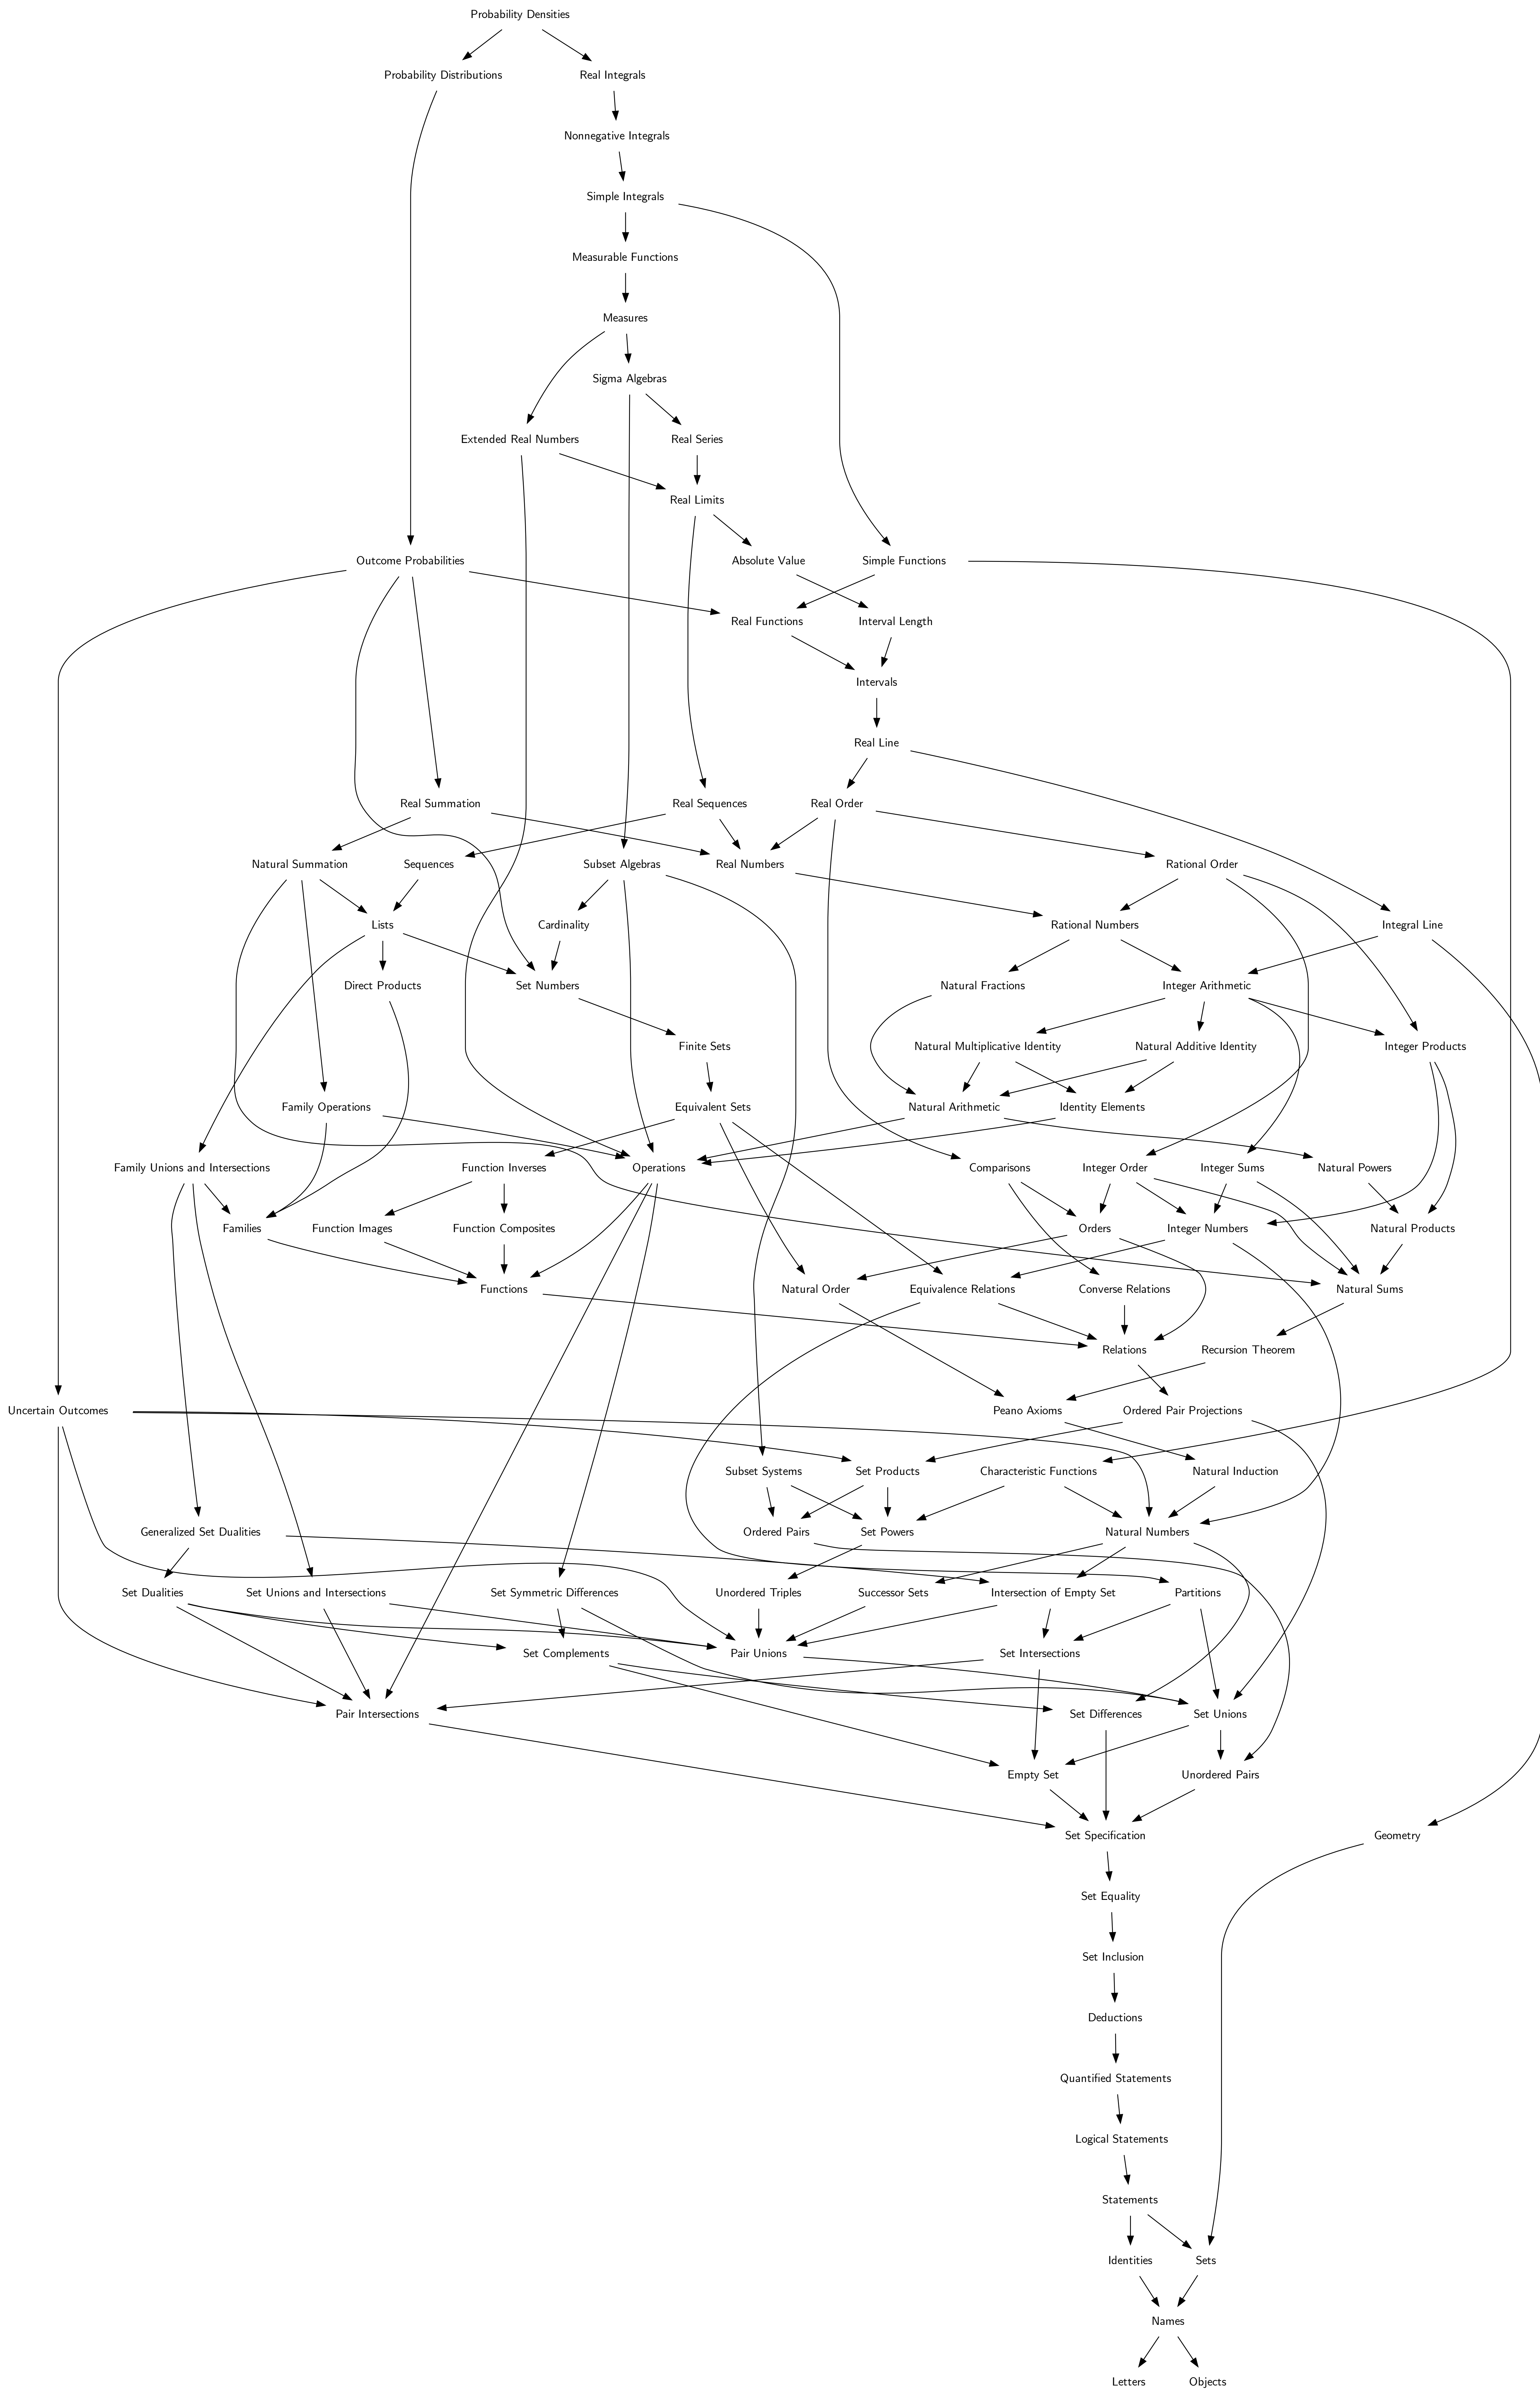 Probability Densities
Probability Distributions
Real Integrals
Nonnegative Integrals
Simple Integrals
Measurable Functions
Measures
Sigma Algebras
Extended Real Numbers
Real Series
Real Limits
Outcome Probabilities
Absolute Value
Simple Functions
Real Functions
Interval Length
Intervals
Real Line
Real Summation
Real Sequences
Real Order
Natural Summation
Sequences
Subset Algebras
Real Numbers
Rational Order
Lists
Cardinality
Rational Numbers
Integral Line
Direct Products
Set Numbers
Natural Fractions
Integer Arithmetic
Finite Sets
Natural Multiplicative Identity
Natural Additive Identity
Integer Products
Family Operations
Equivalent Sets
Natural Arithmetic
Identity Elements
Family Unions and Intersections
Function Inverses
Operations
Comparisons
Integer Order
Integer Sums
Natural Powers
Families
Function Images
Function Composites
Orders
Integer Numbers
Natural Products
Functions
Natural Order
Equivalence Relations
Converse Relations
Natural Sums
Relations
Recursion Theorem
Uncertain Outcomes
Peano Axioms
Ordered Pair Projections
Subset Systems
Set Products
Characteristic Functions
Natural Induction
Generalized Set Dualities
Ordered Pairs
Set Powers
Natural Numbers
Set Dualities
Set Unions and Intersections
Set Symmetric Differences
Unordered Triples
Successor Sets
Intersection of Empty Set
Partitions
Set Complements
Pair Unions
Set Intersections
Pair Intersections
Set Differences
Set Unions
Empty Set
Unordered Pairs
Set Specification
Geometry
Set Equality
Set Inclusion
Deductions
Quantified Statements
Logical Statements
Statements
Identities
Sets
Names
Letters
Objects